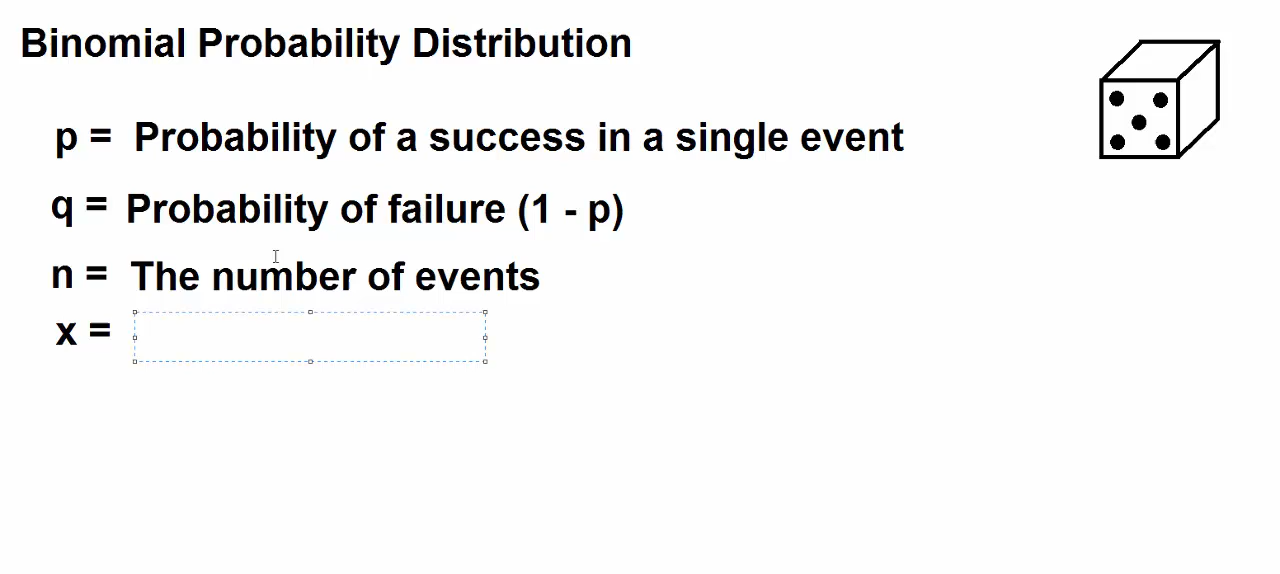 Binomial Probability Distribution
p = Probability of a success in a single event
q = Probability of failure (1 - p)
n = The number of events
x =